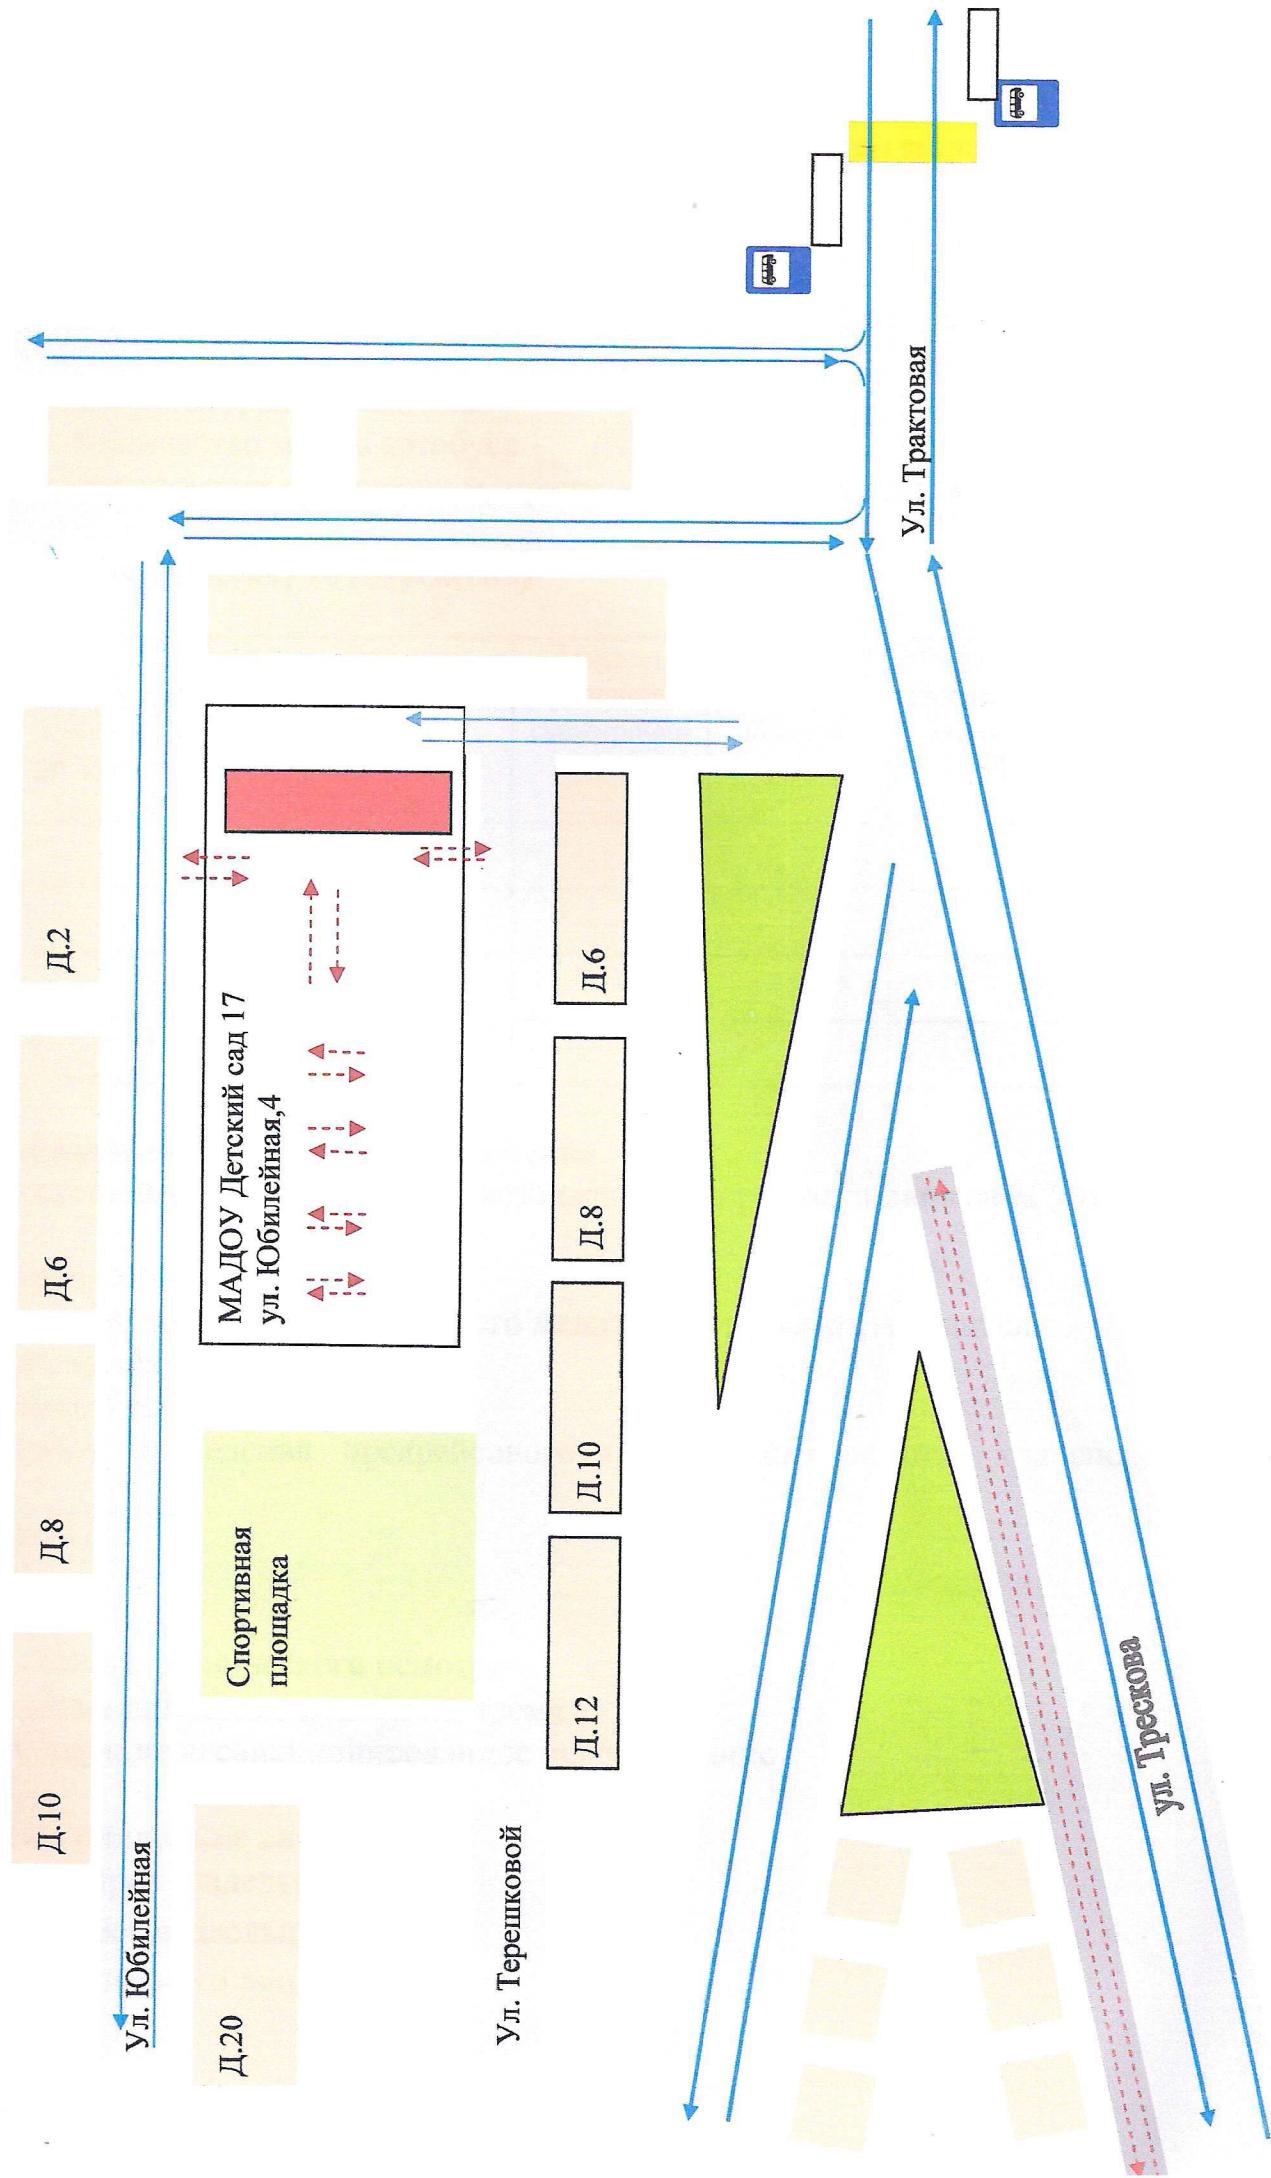 Ул. Юбилейная
Д.10
Д.8
Д.6
Д.2
Д.20
Спортивная
площадка
МАДОУ Детский сад 17
ул. Юбилейная,4
Ул. Терешковой
Д.12
Д.10
Д.8
Д.6
Ул. Трактовая
ул. Трескова